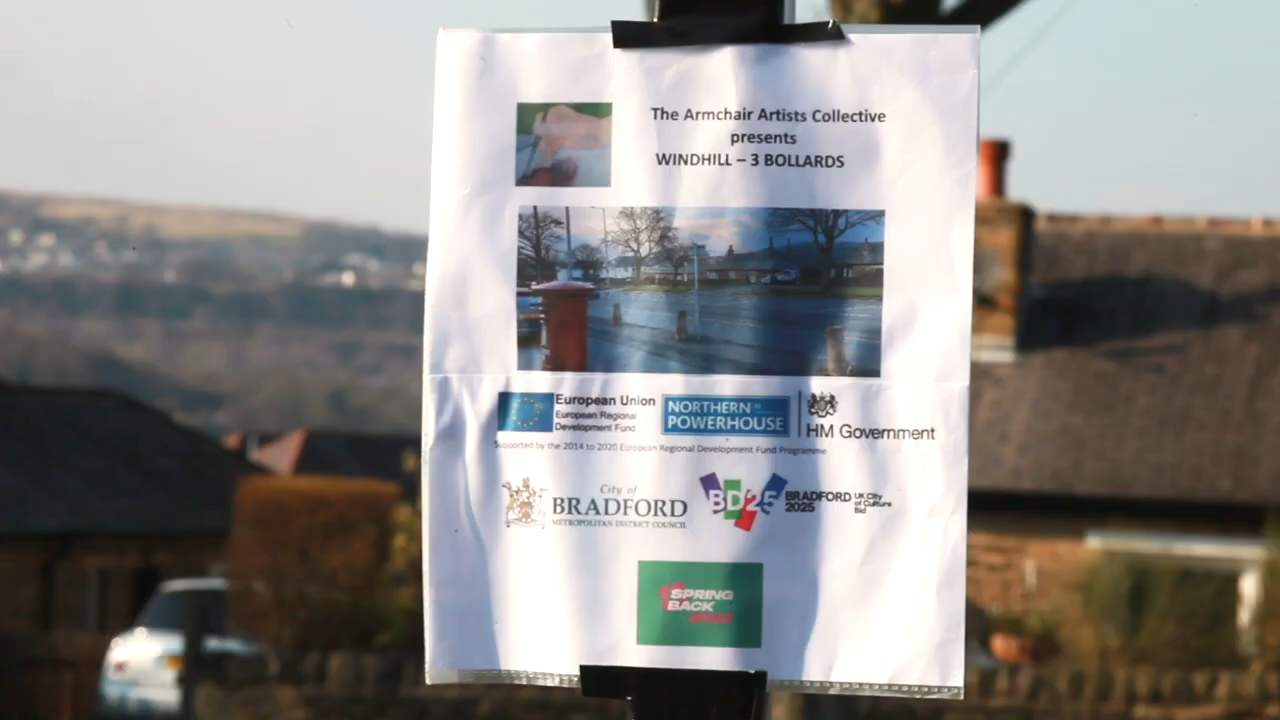 The Armchair Artists Collective
presents
WINDHILL – 3 BOLLARDS
European Union
European Regional
Development Fund
NORTHERN
POWERHOUSE
HM Government
Supported by the 2014 to 2020 European Regional Development Fund Programme
City of
BRADFORD
METROPOLITAN DISTRICT COUNCIL
BD25
BRADFORD
2025
UK City
of Culture
Bid
SPRING
BACK